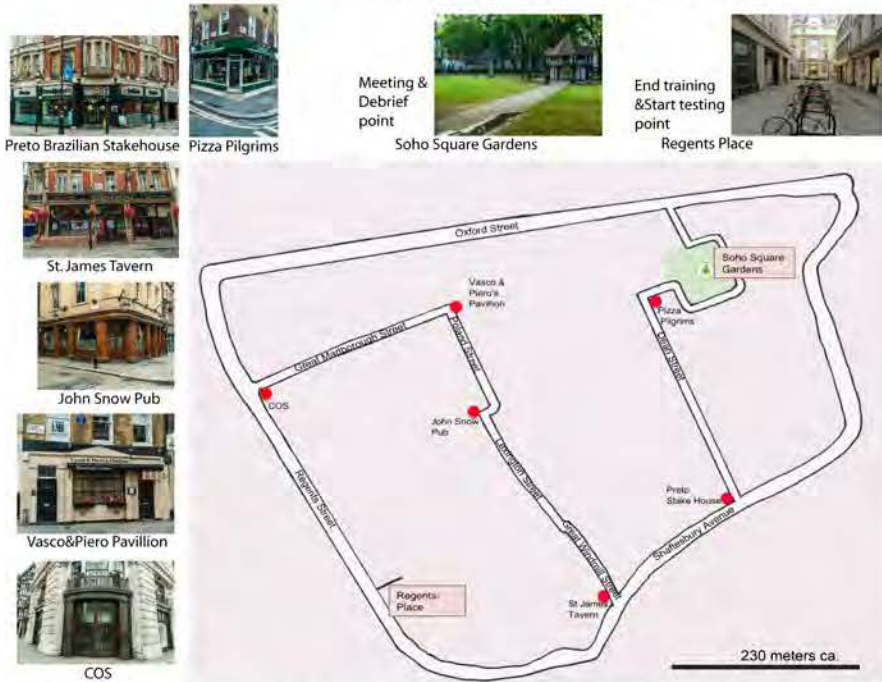 Meeting &
Debrief
point
End training
&Start testing
point
Preto Brazilian Stakehouse
Pizza Pilgrims
Soho Square Gardens
Regents Place
St. James Tavern
John Snow Pub
Vasco&Piero Pavillion
COS
Oxford Street
Soho Square
Gardens
Vasco &
Piero's
Pavilion
Pizza
Pilgrims
Great Marlborough Street
Poland Street
Dean Street
COS
John Snow
Pub
Lexington Street
Regents Street
Preto
Stake House
Shaftesbury Avenue
Great Windmill Street
Regents
Place
St James
Tavern
230 meters ca.